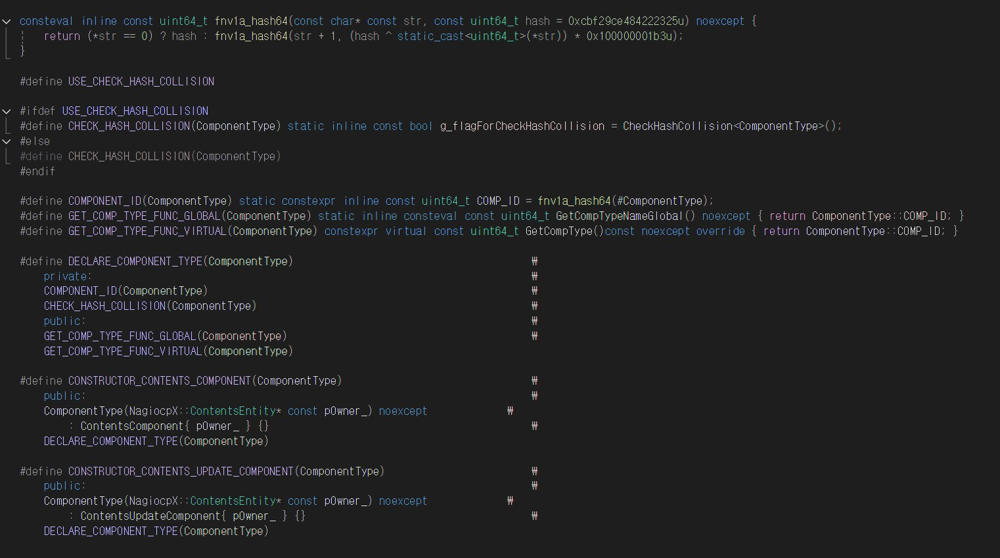 consteval inline const uint64_t fnv1a_hash64(const char* const str, const uint64_t hash = 0xcbf29ce484222325u) noexcept {
    return (*str == 0) ? hash : fnv1a_hash64(str + 1, (hash ^ static_cast<uint64_t>(*str)) * 0x100000001b3u);
}

#define USE_CHECK_HASH_COLLISION

#ifdef USE_CHECK_HASH_COLLISION
#define CHECK_HASH_COLLISION(ComponentType) static inline const bool g_flagForCheckHashCollision = CheckHashCollision<ComponentType>();
#else
#define CHECK_HASH_COLLISION(ComponentType)
#endif

#define COMPONENT_ID(ComponentType) static constexpr inline const uint64_t COMP_ID = fnv1a_hash64(#ComponentType);
#define GET_COMP_TYPE_FUNC_GLOBAL(ComponentType) static inline consteval const uint64_t GetCompTypeNameGlobal() noexcept { return ComponentType::COMP_ID; }
#define GET_COMP_TYPE_FUNC_VIRTUAL(ComponentType) constexpr virtual const uint64_t GetCompType()const noexcept override { return ComponentType::COMP_ID; }

#define DECLARE_COMPONENT_TYPE(ComponentType) ₩
    private: ₩
    COMPONENT_ID(ComponentType) ₩
    CHECK_HASH_COLLISION(ComponentType) ₩
    public: ₩
    GET_COMP_TYPE_FUNC_GLOBAL(ComponentType) ₩
    GET_COMP_TYPE_FUNC_VIRTUAL(ComponentType)

#define CONSTRUCTOR_CONTENTS_COMPONENT(ComponentType) ₩
    public: ₩
    ComponentType(NagiocpX::ContentsEntity* const pOwner_) noexcept ₩
        : ContentsComponent{ pOwner_ } {} ₩
    DECLARE_COMPONENT_TYPE(ComponentType)

#define CONSTRUCTOR_CONTENTS_UPDATE_COMPONENT(ComponentType) ₩
    public: ₩
    ComponentType(NagiocpX::ContentsEntity* const pOwner_) noexcept ₩
        : ContentsUpdateComponent{ pOwner_ } {} ₩
    DECLARE_COMPONENT_TYPE(ComponentType)